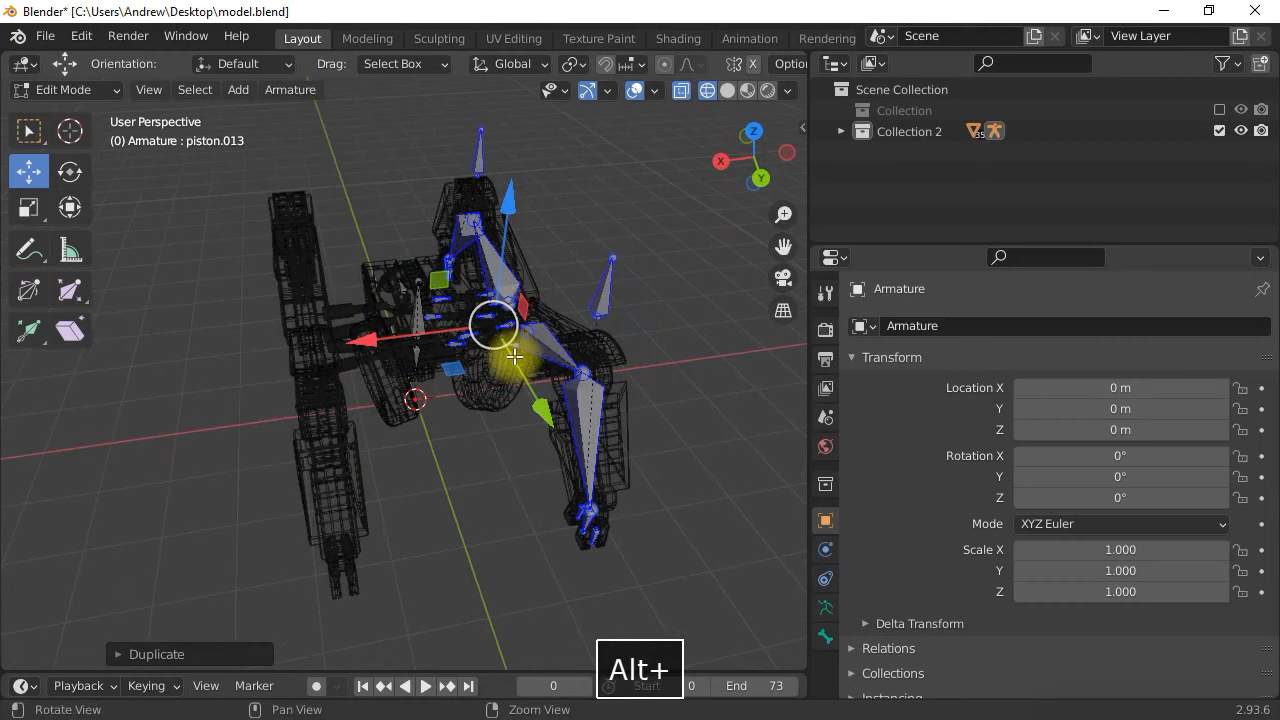 Blender* [C:\Users\Andrew\Desktop\model.blend]
File Edit Render Window Help Layout Modeling Sculpting UV Editing Texture Paint Shading Animation Rendering Scene View Layer
Orientation: Default Drag: Select Box Global X Optio
Edit Mode View Select Add Armature
User Perspective
(0) Armature : piston.013
Z
X
Y
Scene Collection
Collection
Collection 2 35
Armature
Armature
Transform
Location X 0 m
Y 0 m
Z 0 m
Rotation X 0°
Y 0°
Z 0°
Mode XYZ Euler
Scale X 1.000
Y 1.000
Z 1.000
Delta Transform
Relations
Collections
Instancing
Duplicate
Alt+
Playback Keying View Marker 0 Start 0 End 73
Rotate View Pan View Zoom View 2.93.6